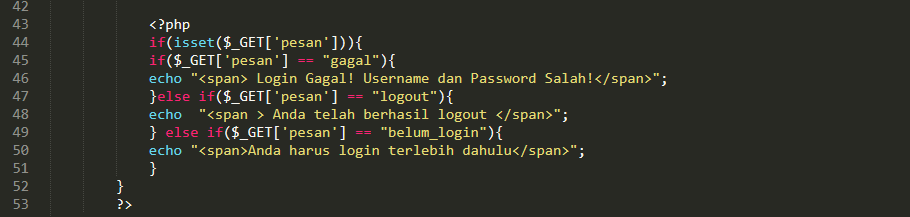 42
43 <?php
44 if(isset($_GET['pesan'])){
45 if($_GET['pesan'] == "gagal"){
46 echo "<span> Login Gagal! Username dan Password Salah!</span>";
47 }else if($_GET['pesan'] == "logout"){
48 echo  "<span > Anda telah berhasil logout </span>";
49 } else if($_GET['pesan'] == "belum_login"){
50 echo "<span>Anda harus login terlebih dahulu</span>";
51 }
52 }
53 ?>